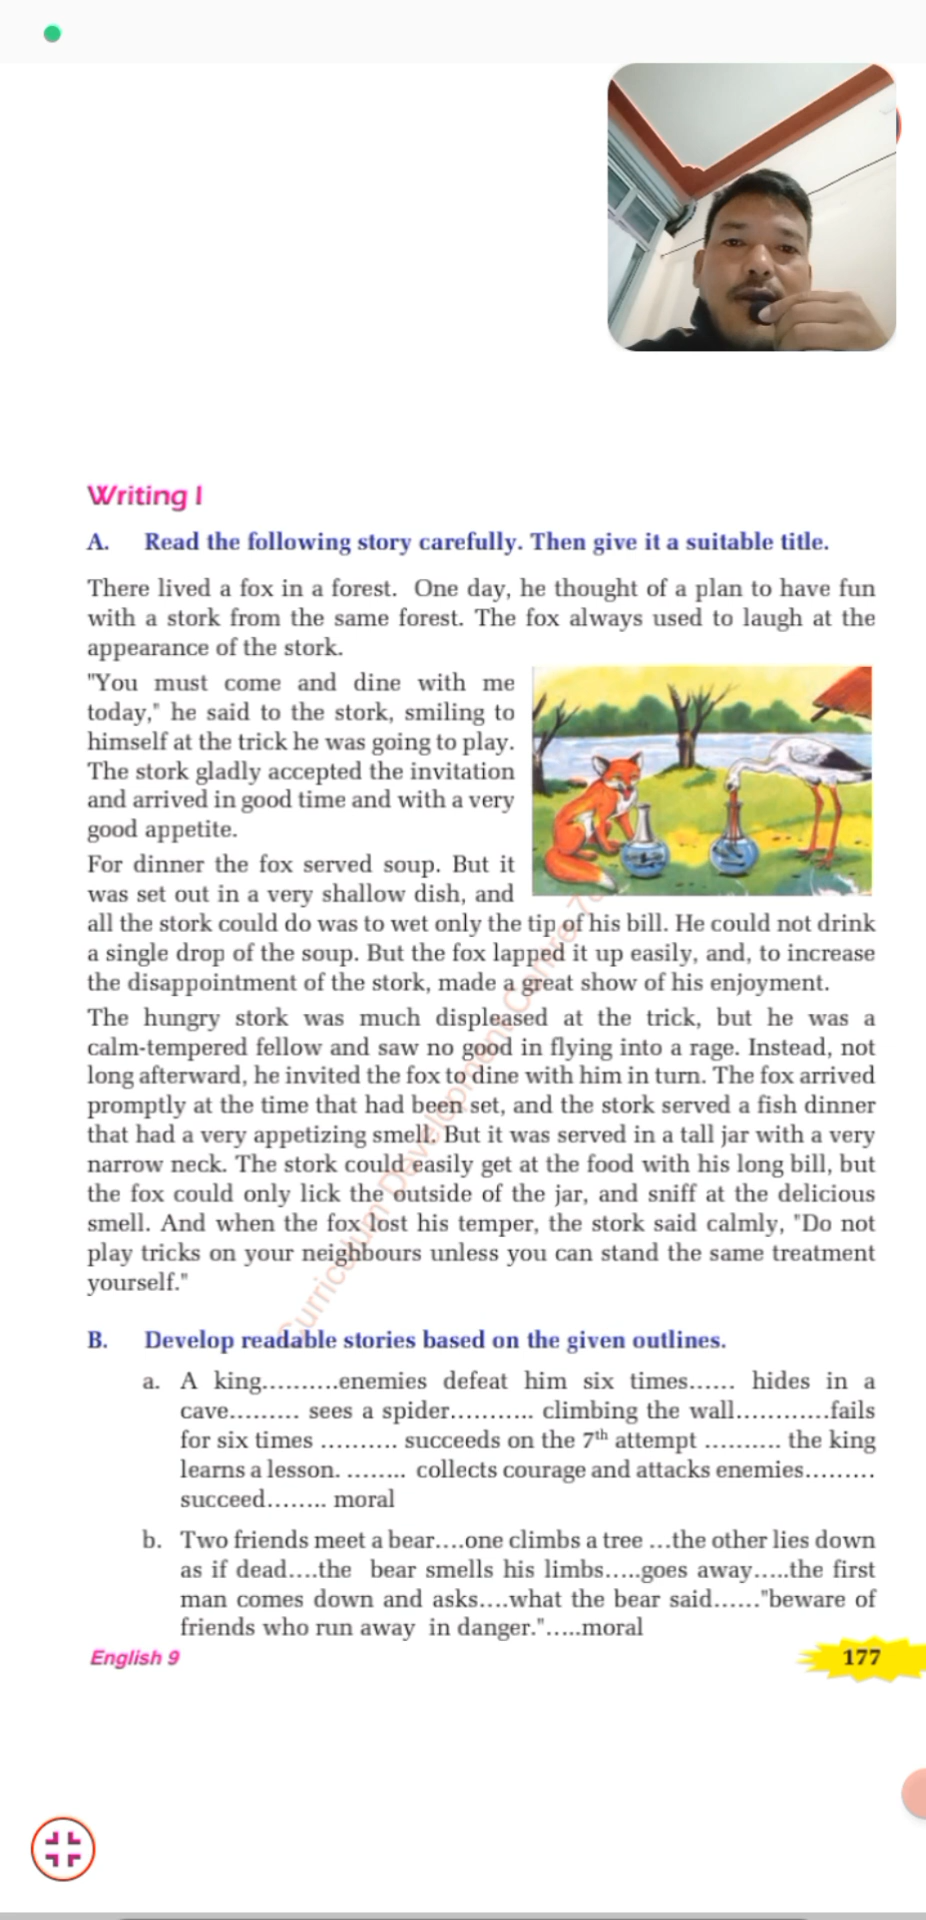 Writing I
A. Read the following story carefully. Then give it a suitable title.
There lived a fox in a forest. One day, he thought of a plan to have fun
with a stork from the same forest. The fox always used to laugh at the
appearance of the stork.
"You must come and dine with me
today," he said to the stork, smiling to
himself at the trick he was going to play.
The stork gladly accepted the invitation
and arrived in good time and with a very
good appetite.
For dinner the fox served soup. But it
was set out in a very shallow dish, and
all the stork could do was to wet only the tip of his bill. He could not drink
a single drop of the soup. But the fox lapped it up easily, and, to increase
the disappointment of the stork, made a great show of his enjoyment.
The hungry stork was much displeased at the trick, but he was a
calm-tempered fellow and saw no good in flying into a rage. Instead, not
long afterward, he invited the fox to dine with him in turn. The fox arrived
promptly at the time that had been set, and the stork served a fish dinner
that had a very appetizing smell. But it was served in a tall jar with a very
narrow neck. The stork could easily get at the food with his long bill, but
the fox could only lick the outside of the jar, and sniff at the delicious
smell. And when the fox lost his temper, the stork said calmly, "Do not
play tricks on your neighbours unless you can stand the same treatment
yourself."
Curriculum Development Centre
B. Develop readable stories based on the given outlines.
a. A king..........enemies defeat him six times...... hides in a
cave......... sees a spider........... climbing the wall............fails
for six times .......... succeeds on the 7th attempt .......... the king
learns a lesson. ........ collects courage and attacks enemies.........
succeed........ moral
b. Two friends meet a bear....one climbs a tree ...the other lies down
as if dead....the bear smells his limbs.....goes away.....the first
man comes down and asks....what the bear said......"beware of
friends who run away in danger.".....moral
English 9
177